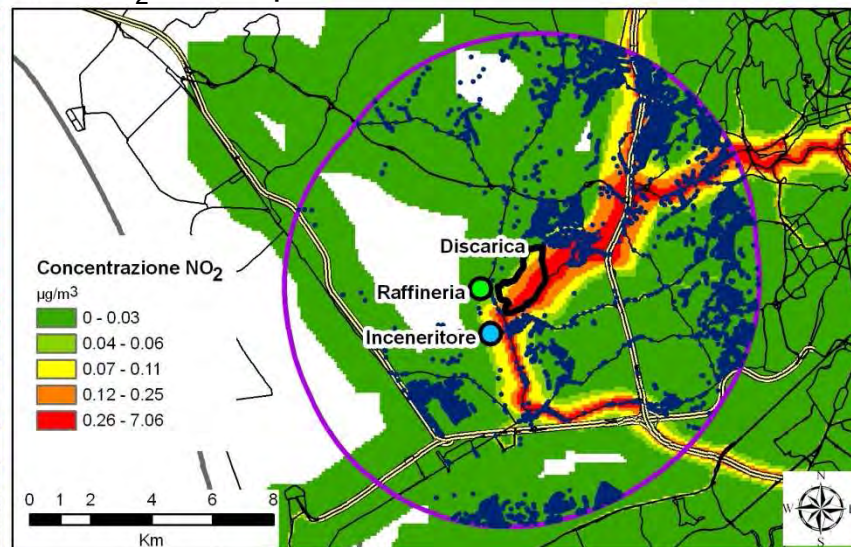 2
Discarica
Concentrazione NO2
µg/m3
Raffineria
0 - 0.03
Inceneritore
0.04 - 0.06
0.07 - 0.11
0.12 - 0.25
0.26 - 7.06
0 1 2 4 6 8
Km
N
W
S